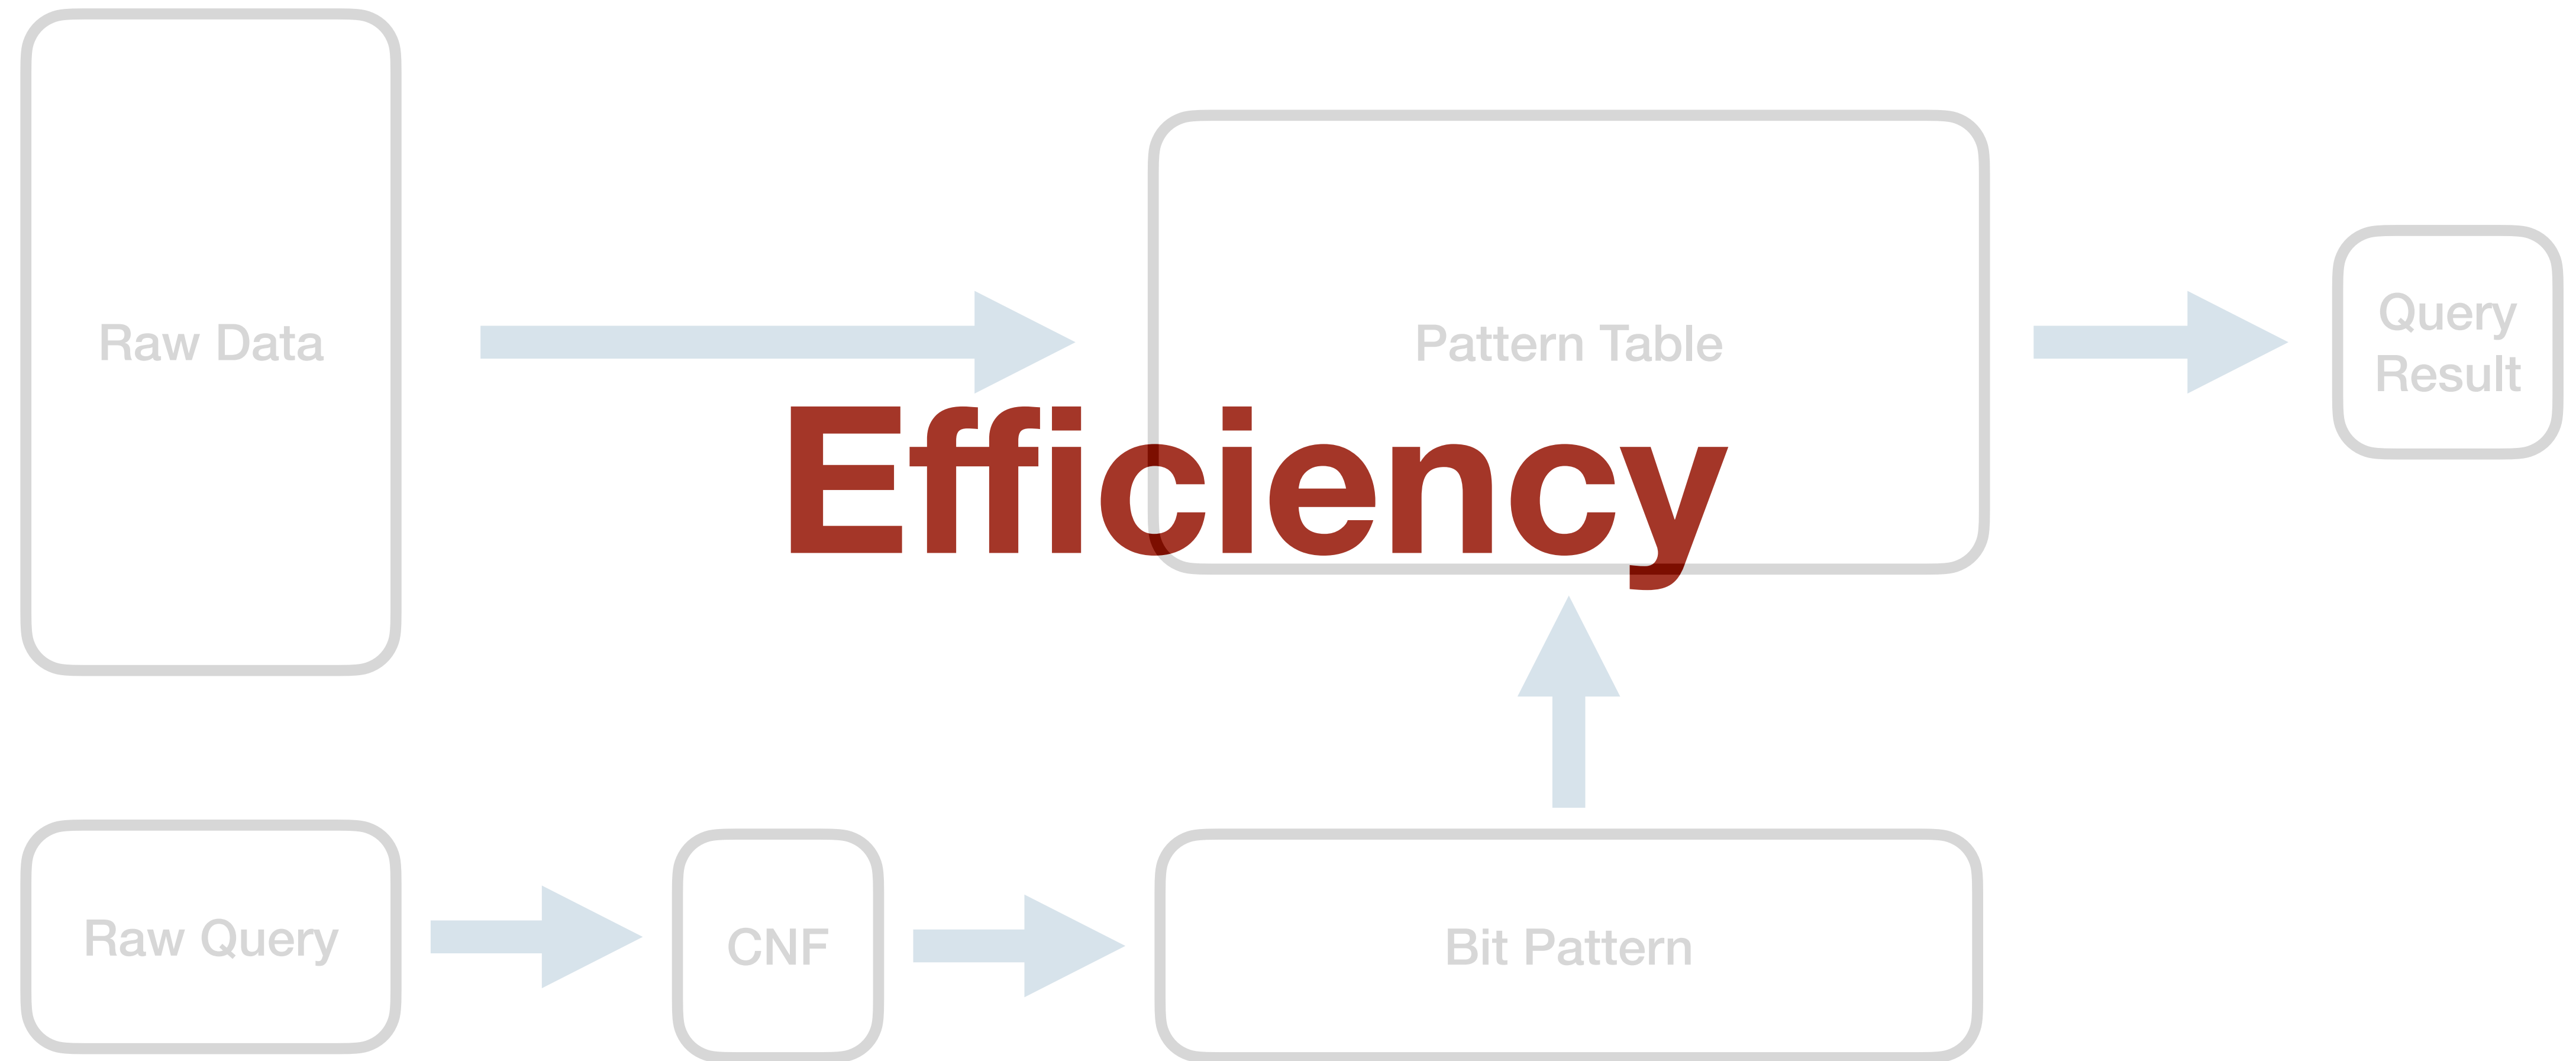 Raw Data
Pattern Table
Query
Result
Efficiency
Raw Query
CNF
Bit Pattern